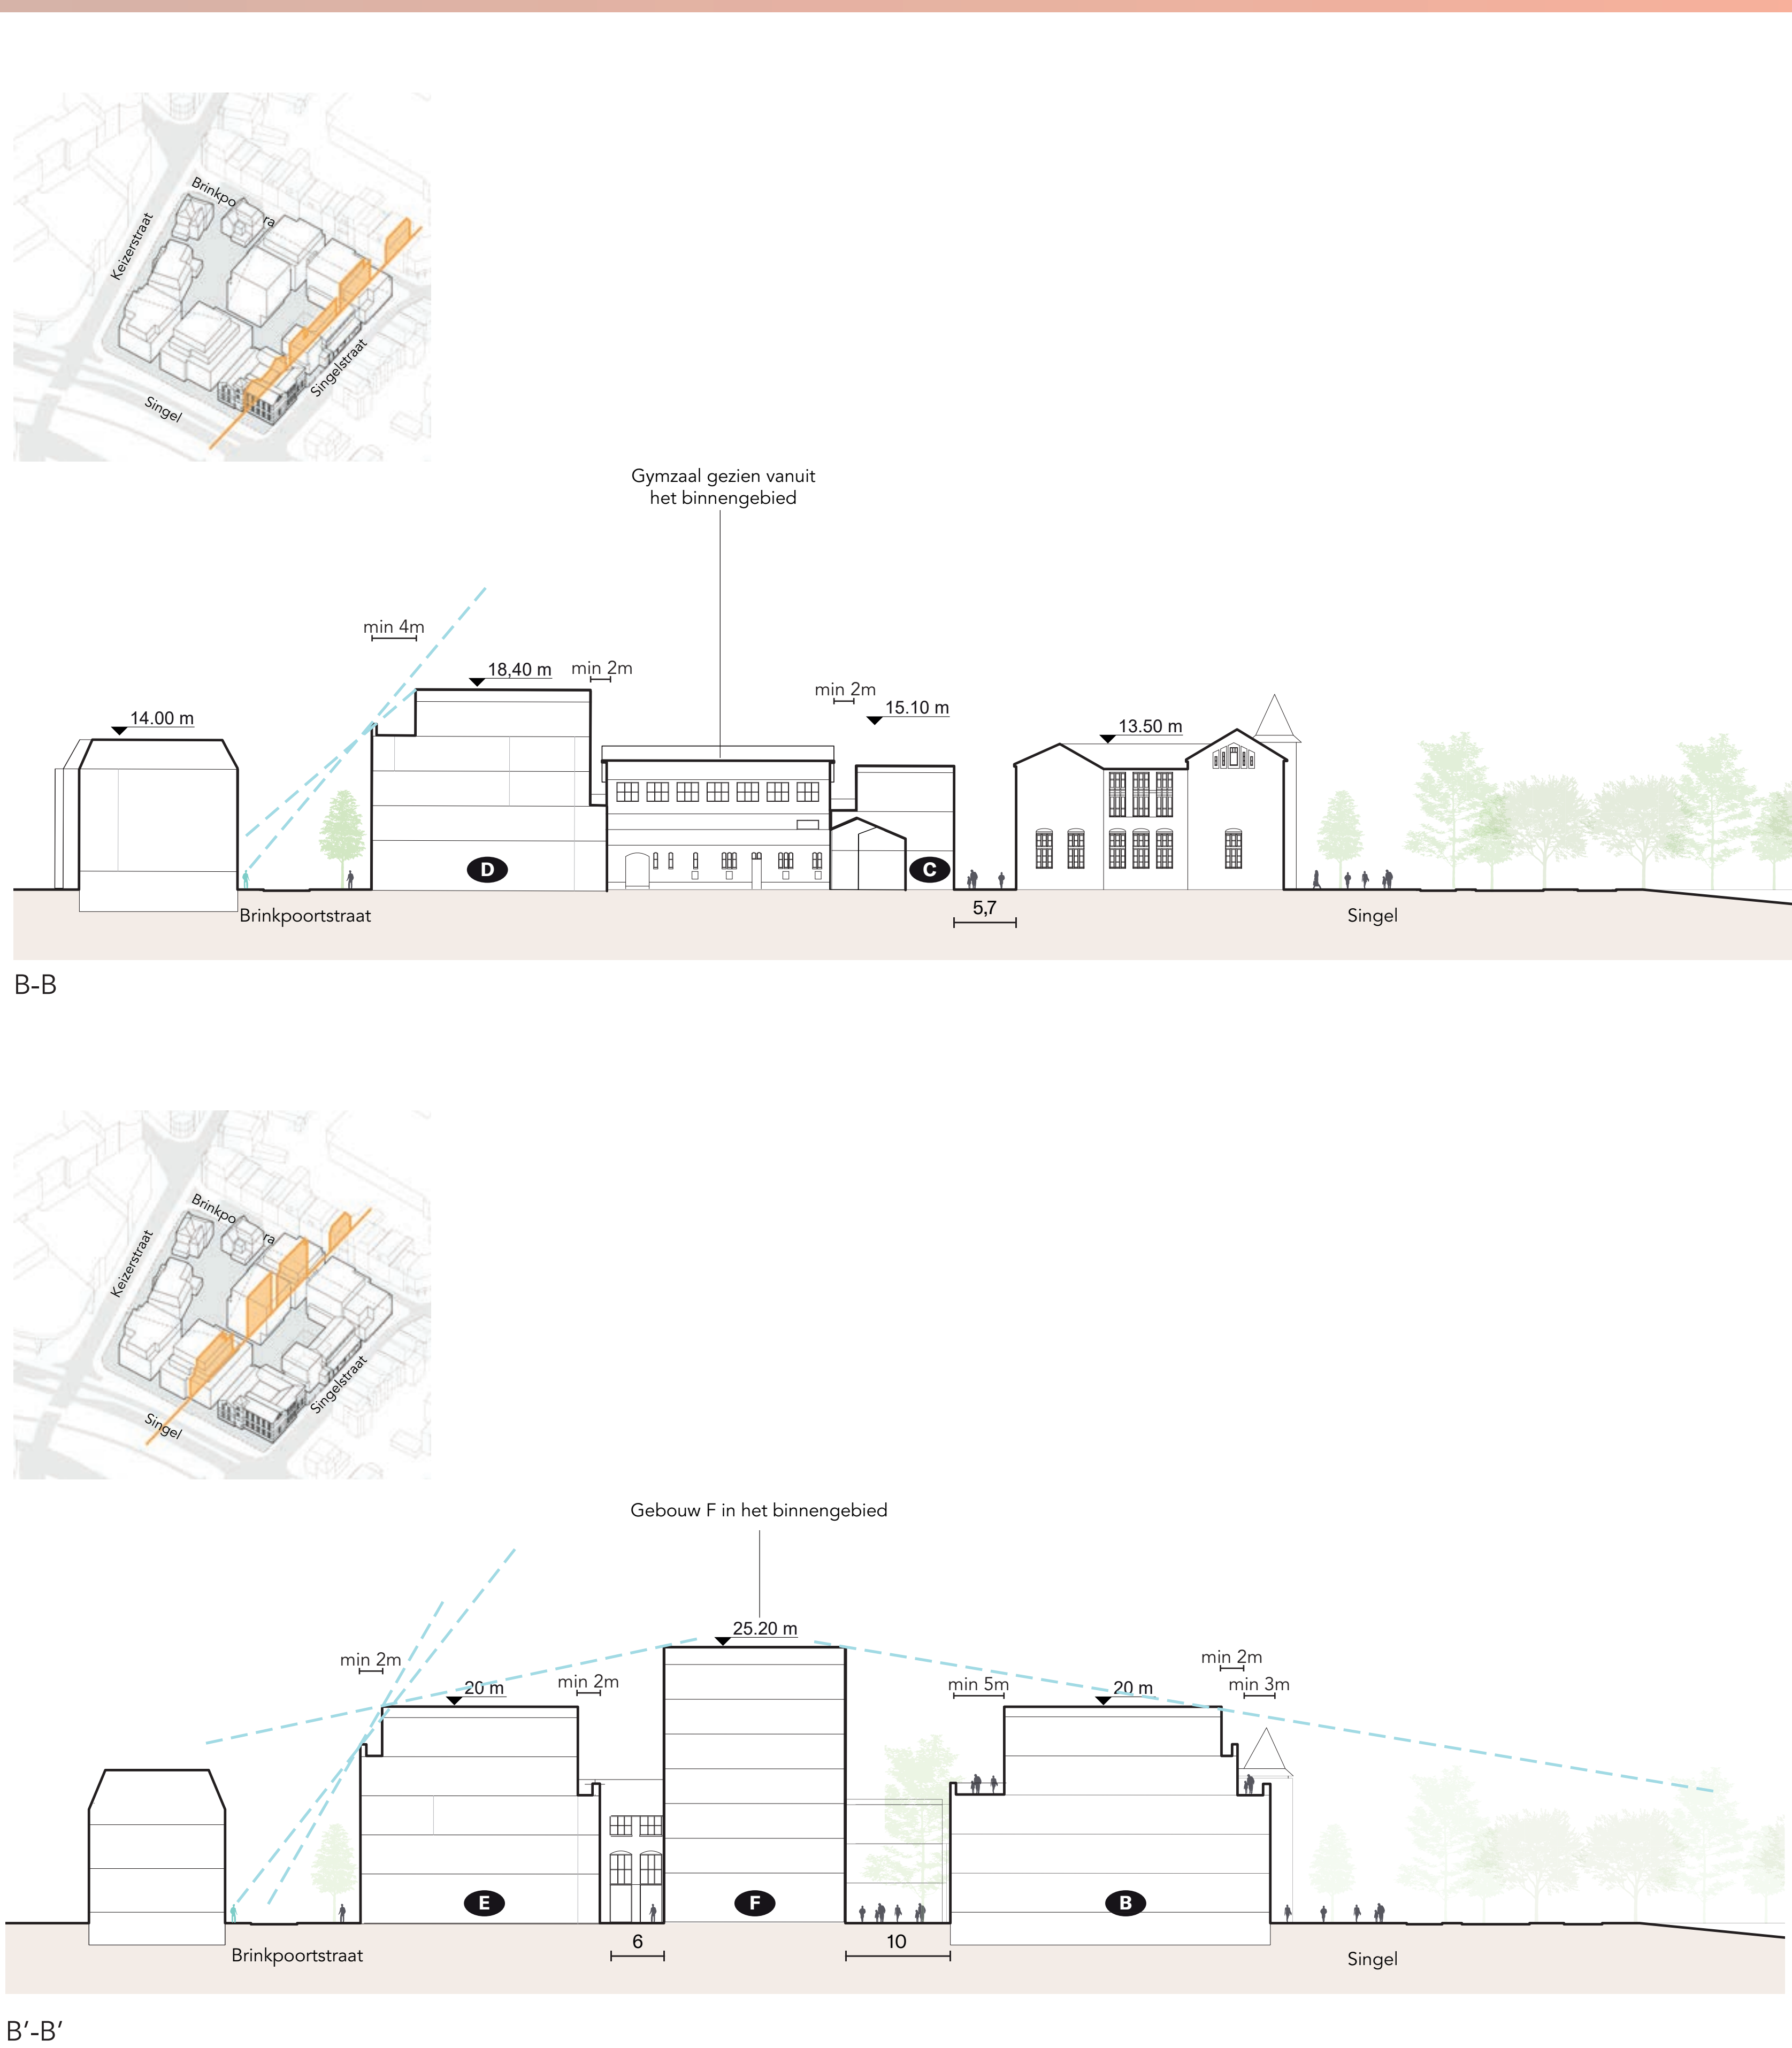 Brinkpo
ra
Keizerstraat
Singelstraat
Singel
Gymzaal gezien vanuit
het binnengebied
min 4m
18,40 m
min 2m
min 2m
15.10 m
14.00 m
13.50 m
D
C
5,7
Brinkpoortstraat
Singel
B-B
Brinkpo
ra
Keizerstraat
Singelstraat
Singel
Gebouw F in het binnengebied
25.20 m
min 2m
min 2m
20 m
min 2m
min 5m
20 m
min 3m
E
F
B
6
10
Brinkpoortstraat
Singel
B’-B’